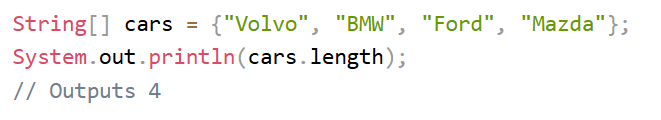 String[] cars = {"Volvo", "BMW", "Ford", "Mazda"};
System.out.println(cars.length);
// Outputs 4